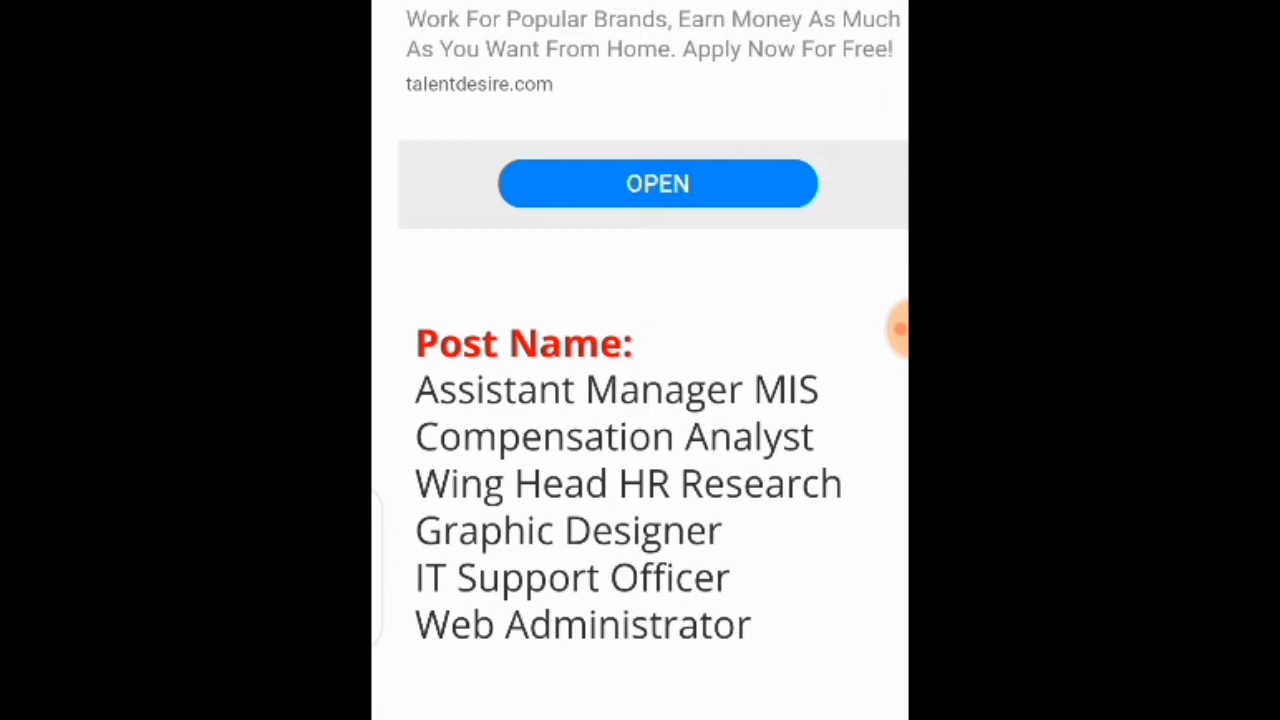 Work For Popular Brands, Earn Money As Much
As You Want From Home. Apply Now For Free!
talentdesire.com
OPEN
Post Name:
Assistant Manager MIS
Compensation Analyst
Wing Head HR Research
Graphic Designer
IT Support Officer
Web Administrator